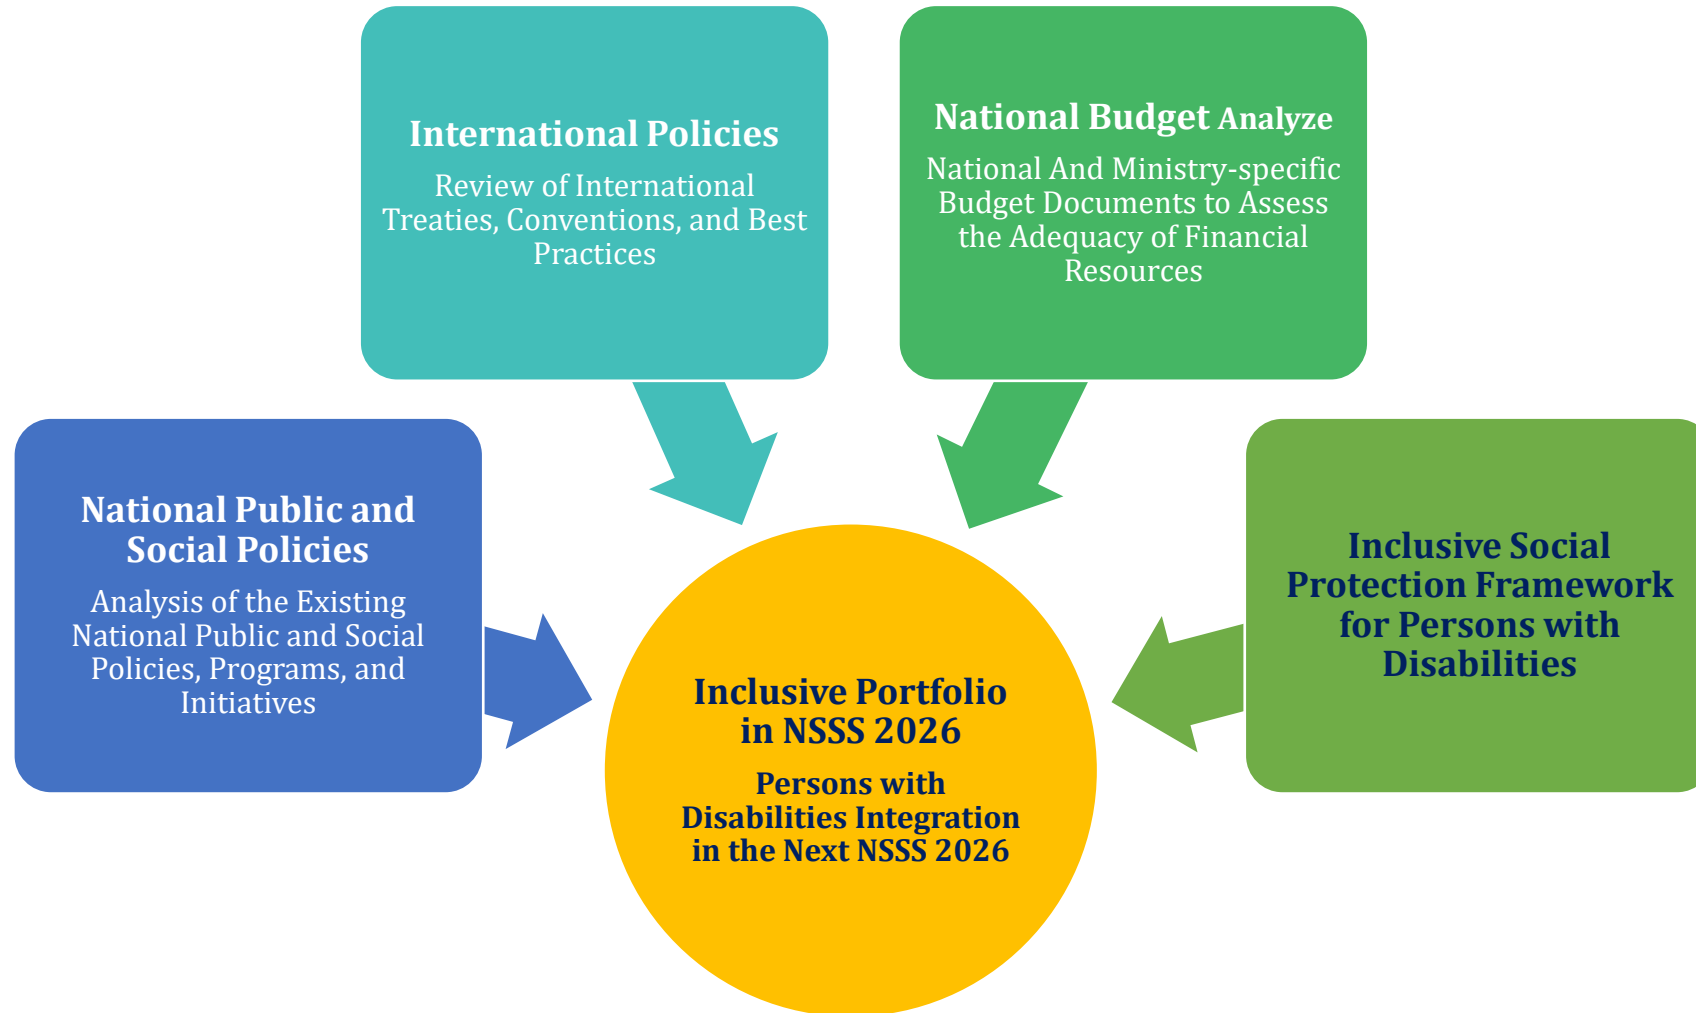 International Policies
Review of International
Treaties, Conventions, and Best
Practices
National Budget Analyze
National And Ministry-specific
Budget Documents to Assess
the Adequacy of Financial
Resources
National Public and
Social Policies
Analysis of the Existing
National Public and Social
Policies, Programs, and
Initiatives
Inclusive Social
Protection Framework
for Persons with
Disabilities
Inclusive Portfolio
in NSSS 2026
Persons with
Disabilities Integration
in the Next NSSS 2026